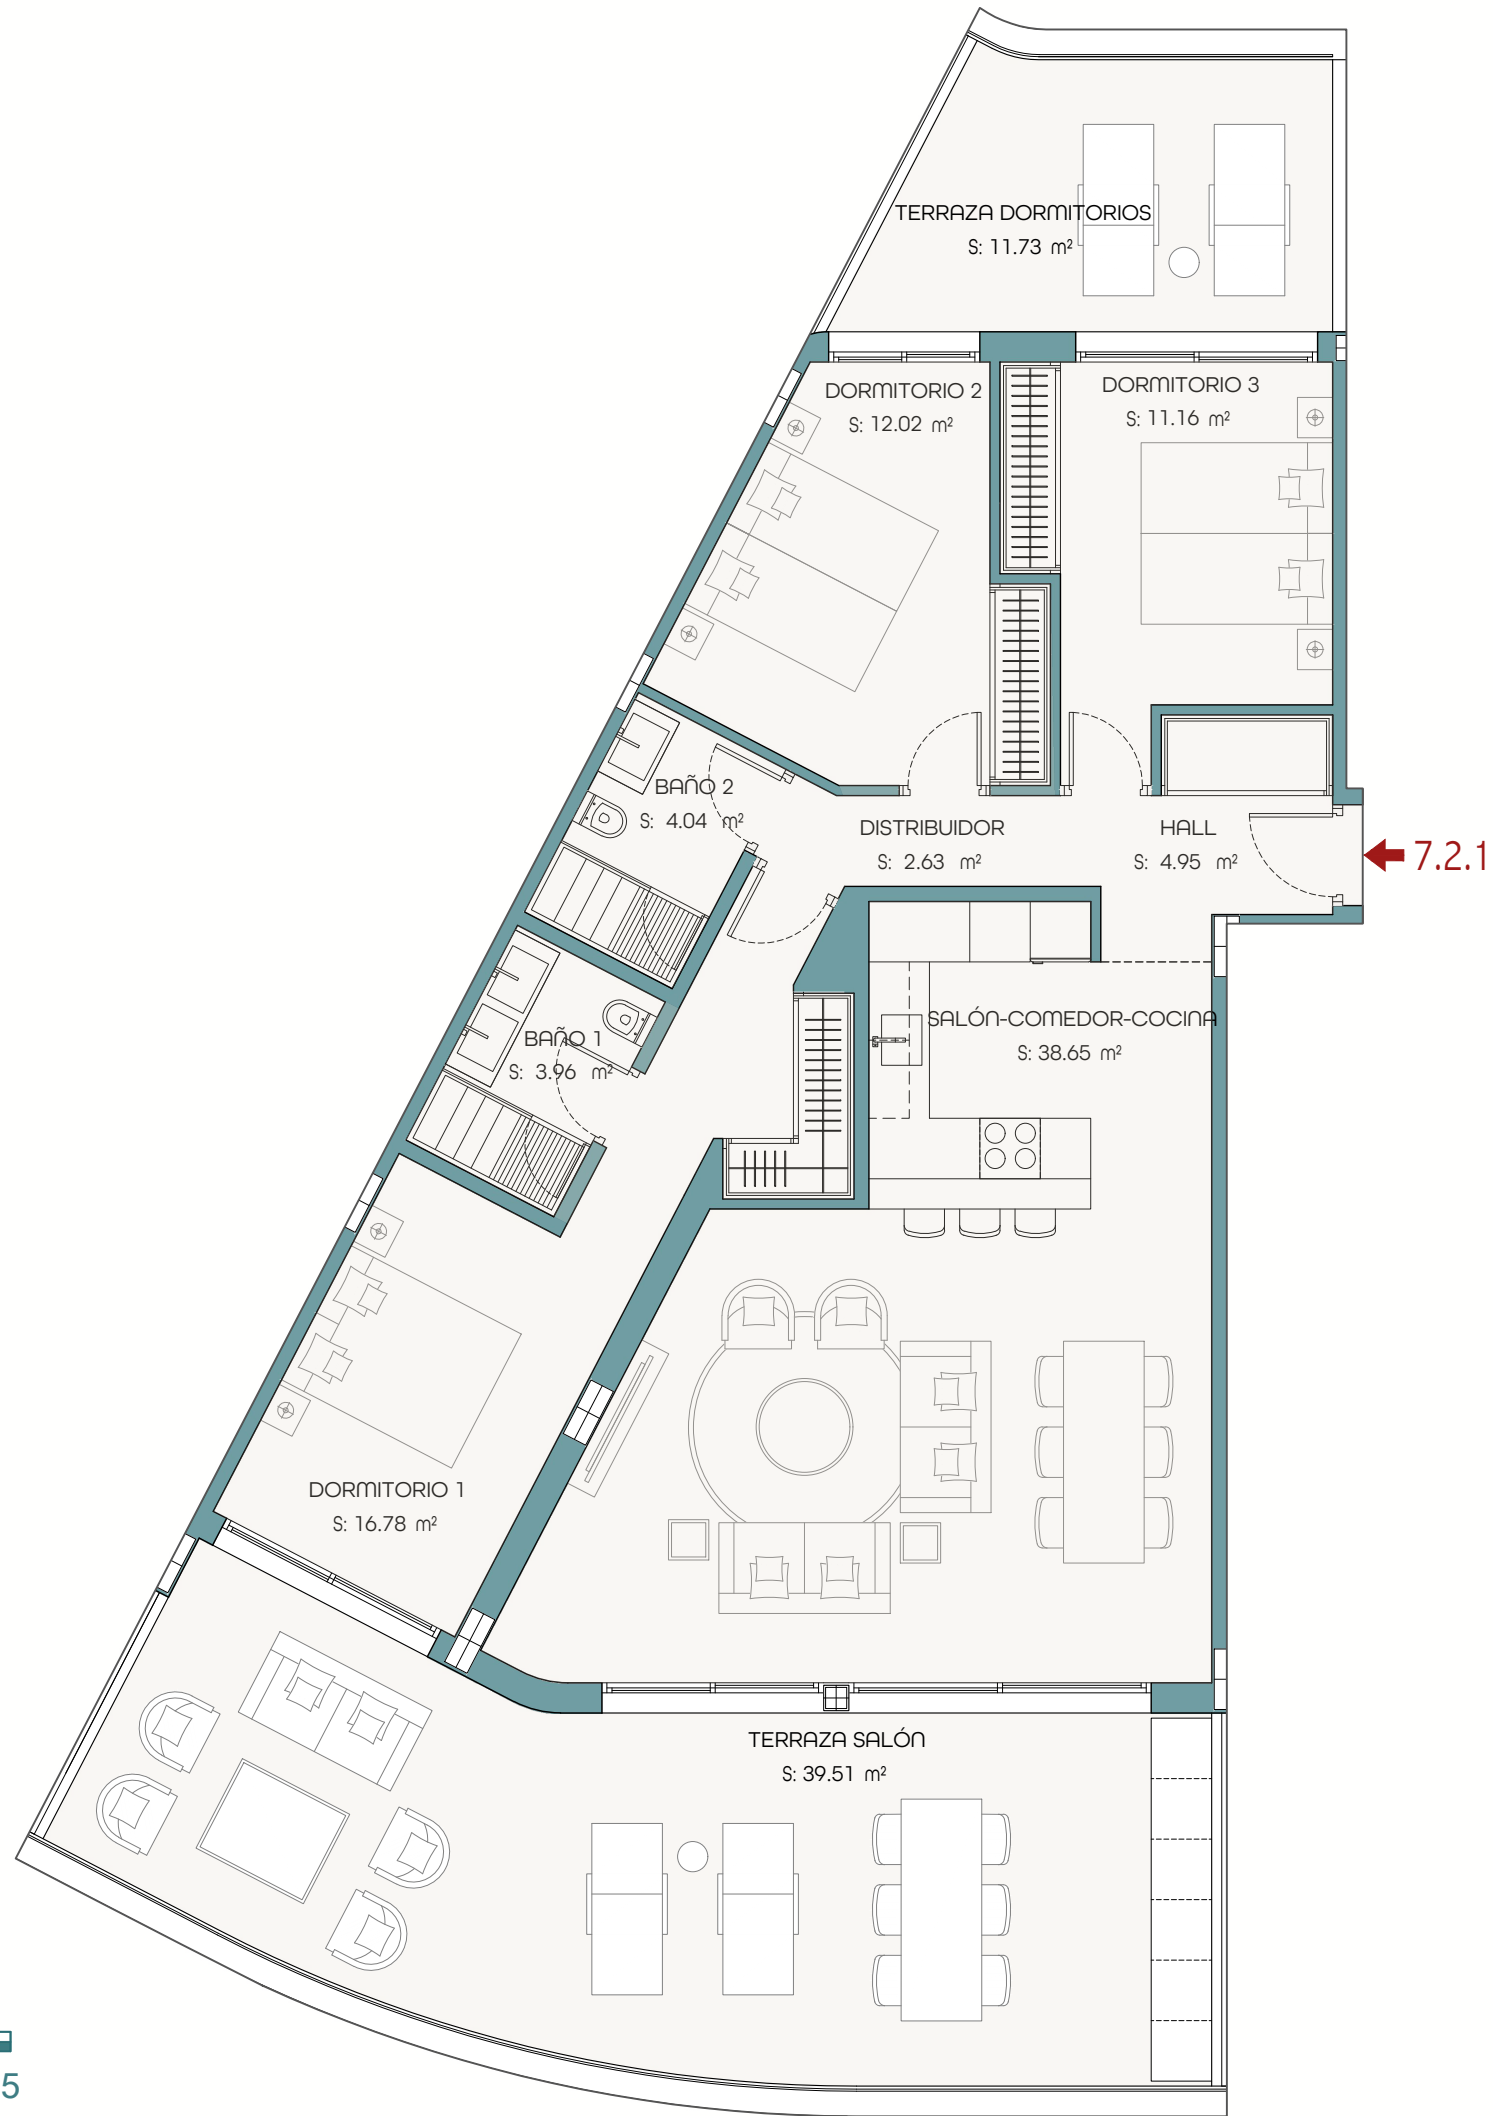 TERRAZA DORMITORIOS
S: 11.73 m²
DORMITORIO 2
S: 12.02 m²
DORMITORIO 3
S: 11.16 m²
BAÑO 2
S: 4.04 m²
DISTRIBUIDOR
S: 2.63 m²
HALL
S: 4.95 m²
7.2.1
SALÓN-COMEDOR-COCINA
S: 38.65 m²
BAÑO 1
S: 3.96 m²
DORMITORIO 1
S: 16.78 m²
TERRAZA SALÓN
S: 39.51 m²
5